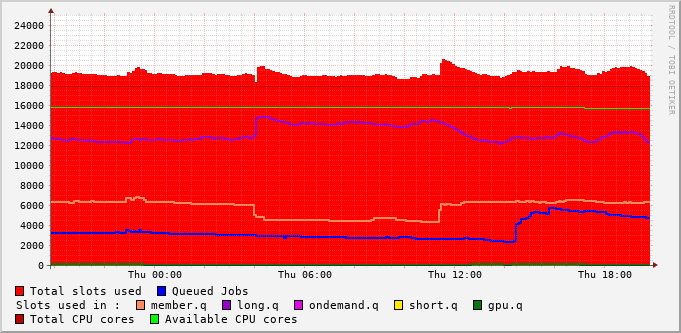 24000
22000
20000
18000
16000
14000
12000
10000
8000
6000
4000
2000
0
Thu 00:00 Thu 06:00 Thu 12:00 Thu 18:00
RRDTOOL / TOBI OETIKER
Total slots used Queued Jobs
Slots used in : member.q long.q ondemand.q short.q gpu.q
Total CPU cores Available CPU cores